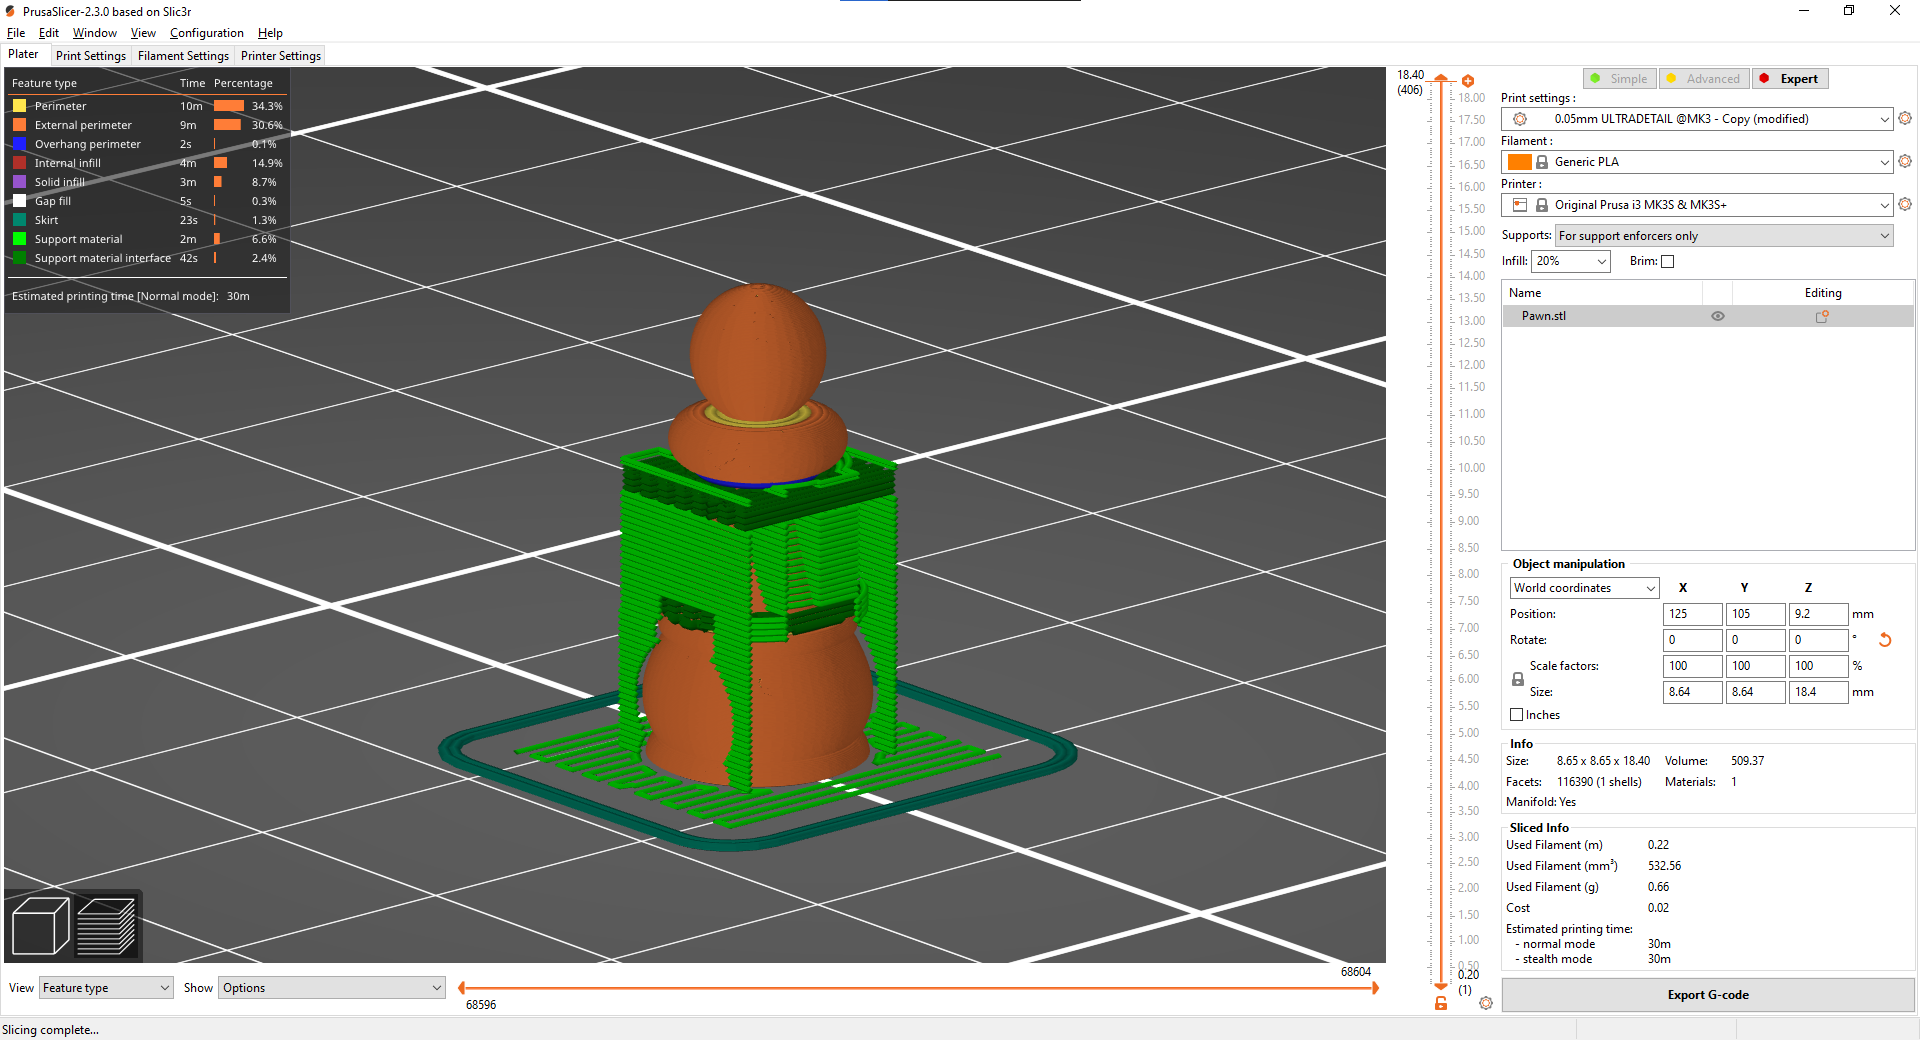 PrusaSlicer-2.3.0 based on Slic3r
File Edit Window View Configuration Help
Plater Print Settings Filament Settings Printer Settings
Feature type Time Percentage
Perimeter 10m 34.3%
External perimeter 9m 30.6%
Overhang perimeter 2s 0.1%
Internal infill 4m 14.9%
Solid infill 3m 8.7%
Gap fill 5s 0.3%
Skirt 23s 1.3%
Support material 2m 6.6%
Support material interface 42s 2.4%
Estimated printing time [Normal mode]: 30m
18.40
(406)
18.00
17.50
17.00
16.50
16.00
15.50
15.00
14.50
14.00
13.50
13.00
12.50
12.00
11.50
11.00
10.50
10.00
9.50
9.00
8.50
8.00
7.50
7.00
6.50
6.00
5.50
5.00
4.50
4.00
3.50
3.00
2.50
2.00
1.50
1.00
0.50
0.20
(1)
Simple Advanced Expert
Print settings :
0.05mm ULTRADETAIL @MK3 - Copy (modified)
Filament :
Generic PLA
Printer :
Original Prusa i3 MK3S & MK3S+
Supports: For support enforcers only
Infill: 20% Brim:
Name Editing
Pawn.stl
Object manipulation
World coordinates X Y Z
Position: 125 105 9.2 mm
Rotate: 0 0 0 °
Scale factors: 100 100 100 %
Size: 8.64 8.64 18.4 mm
Inches
Info
Size: 8.65 x 8.65 x 18.40 Volume: 509.37
Facets: 116390 (1 shells) Materials: 1
Manifold: Yes
Sliced Info
Used Filament (m) 0.22
Used Filament (mm³) 532.56
Used Filament (g) 0.66
Cost 0.02
Estimated printing time:
- normal mode 30m
- stealth mode 30m
Export G-code
View Feature type Show Options
68604
68596
Slicing complete...